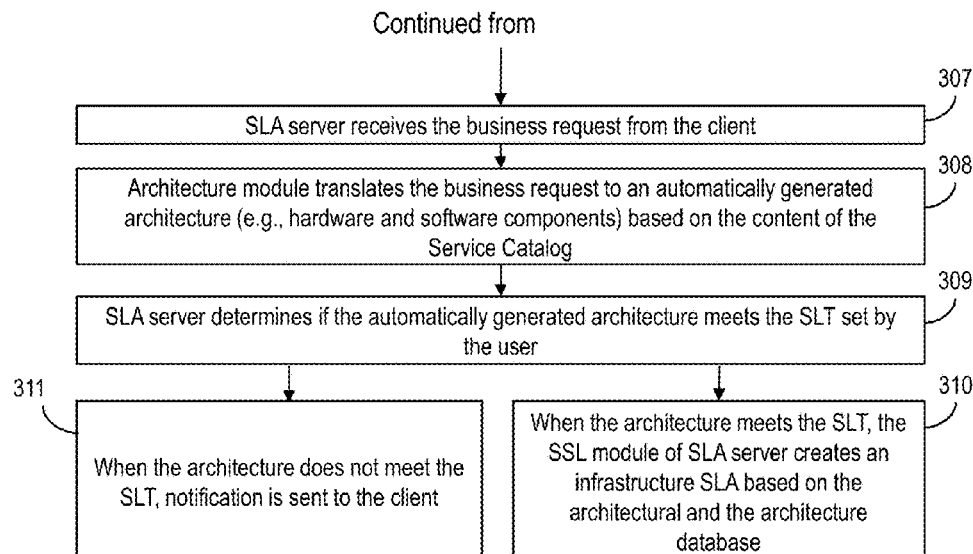 Continued from
307
SLA server receives the business request from the client
308
Architecture module translates the business request to an automatically generated
architecture (e.g., hardware and software components) based on the content of the
Service Catalog
309
SLA server determines if the automatically generated architecture meets the SLT set by
the user
311
When the architecture does not meet the
SLT, notification is sent to the client
310
When the architecture meets the SLT, the
SSL module of SLA server creates an
infrastructure SLA based on the
architectural and the architecture
database